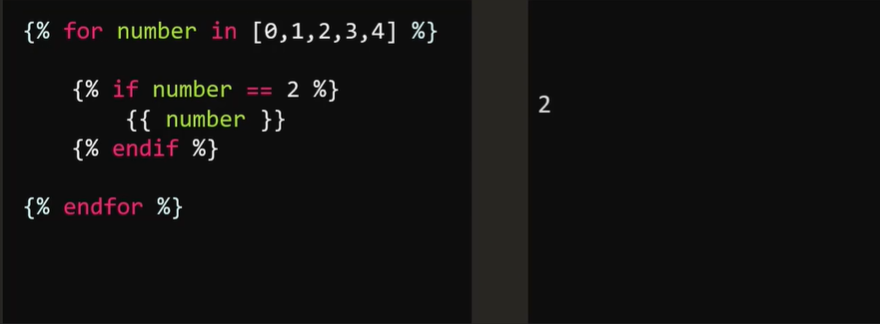 {% for number in [0,1,2,3,4] %}
{% if number == 2 %}
{{ number }}
{% endif %}
{% endfor %}
2